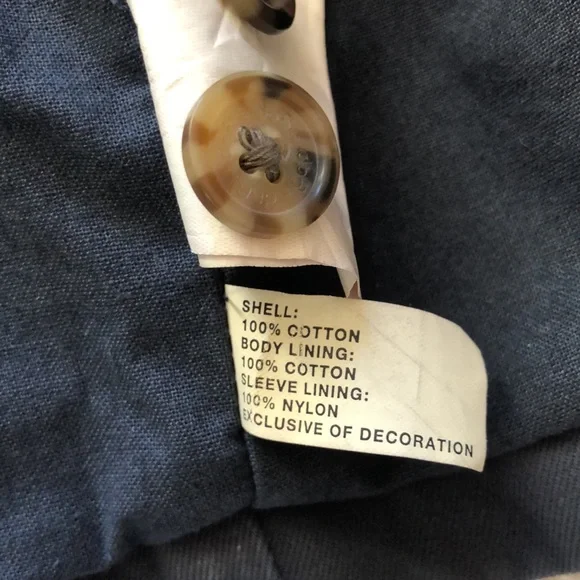 SHELL:
100% COTTON
BODY LINING:
100% COTTON
SLEEVE LINING:
100% NYLON
EXCLUSIVE OF DECORATION